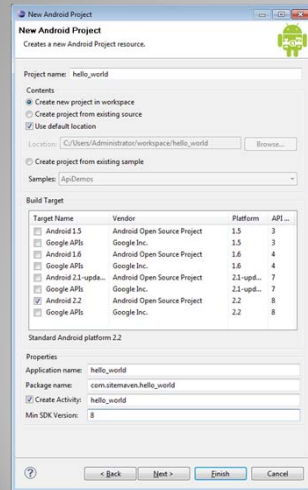 New Android Project
New Android Project
Creates a new Android Project resource.
Project name: hello_world
Contents
Create new project in workspace
Create project from existing source
Use default location
Location: C:/Users/Administrator/workspace/hello_world Browse...
Create project from existing sample
Samples: ApiDemos
Build Target
Target Name Vendor Platform API ...
Android 1.5 Android Open Source Project 1.5 3
Google APIs Google Inc. 1.5 3
Android 1.6 Android Open Source Project 1.6 4
Google APIs Google Inc. 1.6 4
Android 2.1-upda... Android Open Source Project 2.1-upd... 7
Google APIs Google Inc. 2.1-upd... 7
Android 2.2 Android Open Source Project 2.2 8
Google APIs Google Inc. 2.2 8
Standard Android platform 2.2
Properties
Application name: hello_world
Package name: com.sitemaven.hello_world
Create Activity: hello_world
Min SDK Version: 8
? < Back Next > Finish Cancel